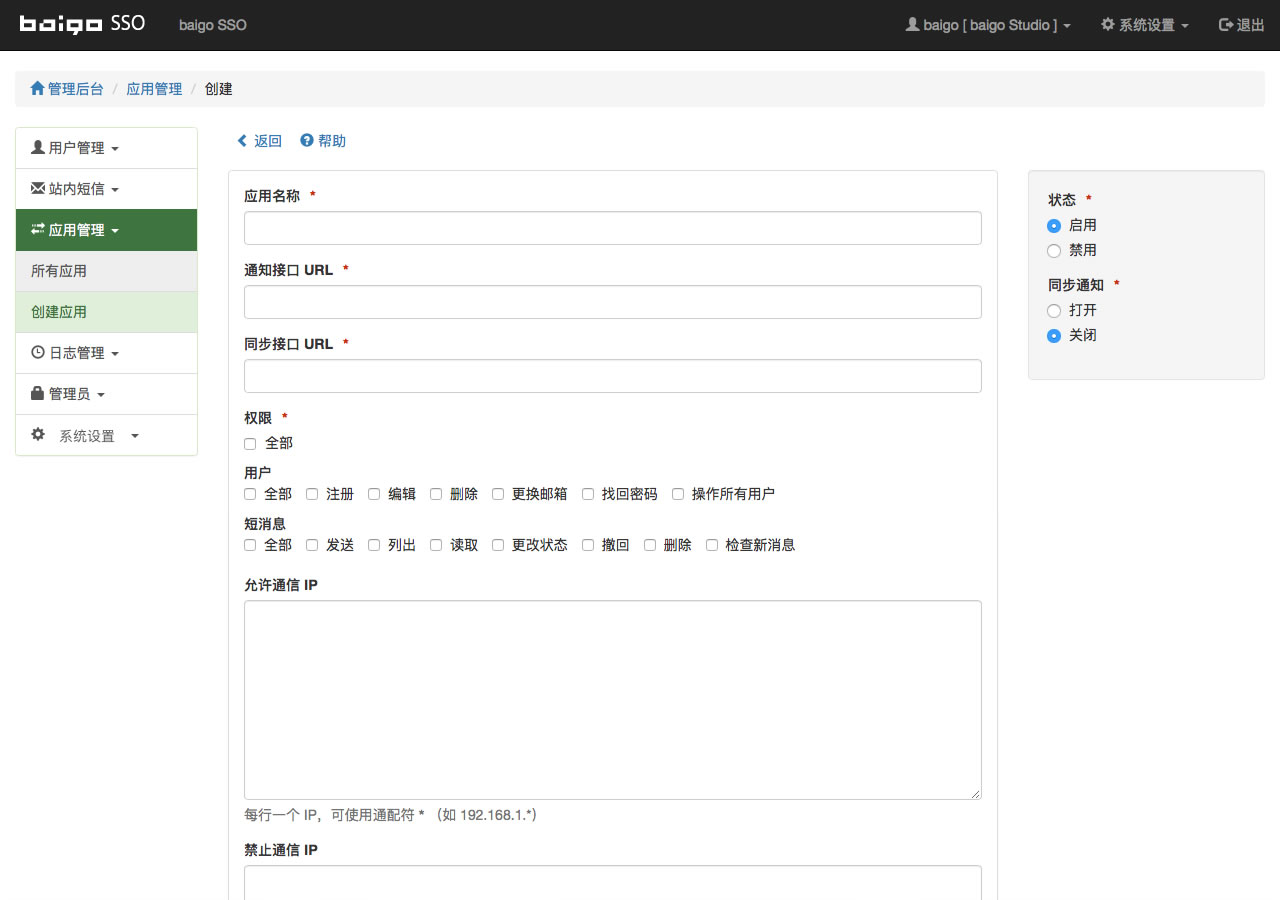 baigo SSO baigo SSO baigo [ baigo Studio ] 系统设置 退出
管理后台 / 应用管理 / 创建
用户管理
站内短信
应用管理
所有应用
创建应用
日志管理
管理员
系统设置
返回 帮助
应用名称 *
通知接口 URL *
同步接口 URL *
权限 *
全部
用户
全部 注册 编辑 删除 更换邮箱 找回密码 操作所有用户
短消息
全部 发送 列出 读取 更改状态 撤回 删除 检查新消息
允许通信 IP
每行一个 IP，可使用通配符 * （如 192.168.1.*）
禁止通信 IP
状态 *
启用
禁用
同步通知 *
打开
关闭